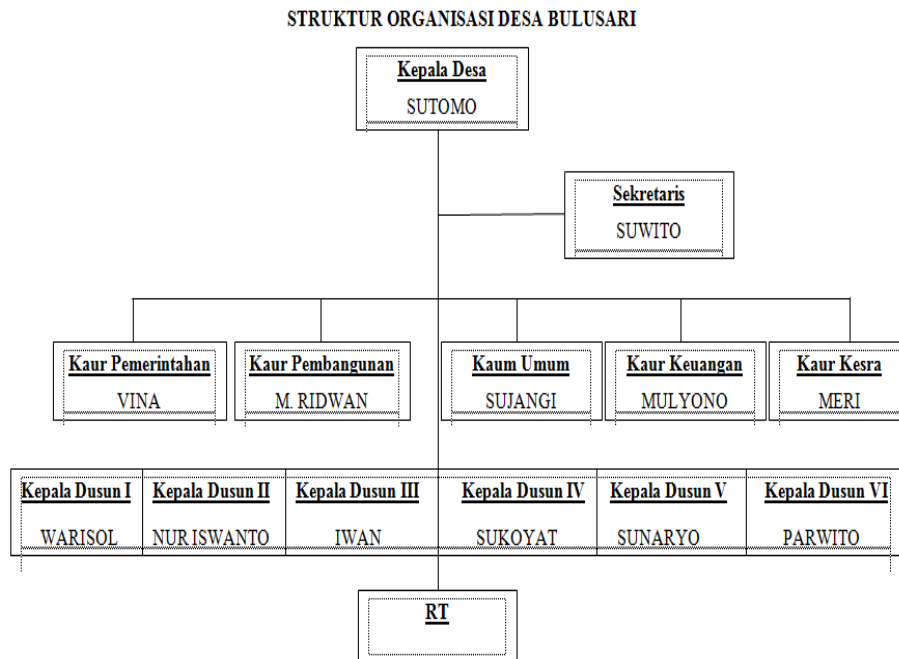 STRUKTUR ORGANISASI DESA BULUSARI
Kepala Desa
SUTOMO
Sekretaris
SUWITO
Kaur Pemerintahan
VINA
Kaur Pembangunan
M. RIDWAN
Kaum Umum
SUJANGI
Kaur Keuangan
MULYONO
Kaur Kesra
MERI
Kepala Dusun I
WARISOL
Kepala Dusun II
NUR ISWANTO
Kepala Dusun III
IWAN
Kepala Dusun IV
SUKOYAT
Kepala Dusun V
SUNARYO
Kepala Dusun VI
PARWITO
RT